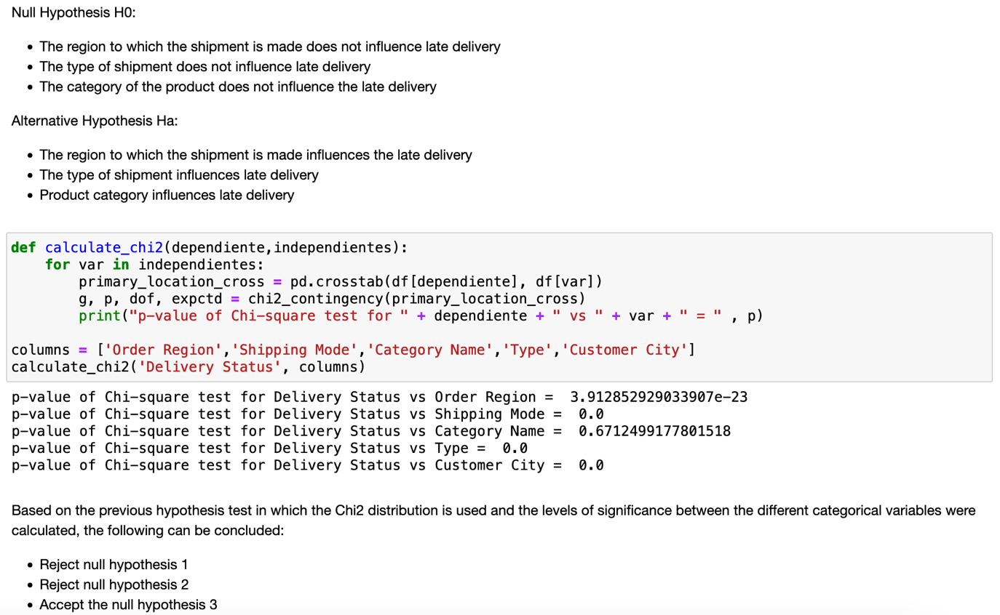 Null Hypothesis H0:
• The region to which the shipment is made does not influence late delivery
• The type of shipment does not influence late delivery
• The category of the product does not influence the late delivery
Alternative Hypothesis Ha:
• The region to which the shipment is made influences the late delivery
• The type of shipment influences late delivery
• Product category influences late delivery
def calculate_chi2(dependiente,independientes):
    for var in independientes:
        primary_location_cross = pd.crosstab(df[dependiente], df[var])
        g, p, dof, expctd = chi2_contingency(primary_location_cross)
        print("p-value of Chi-square test for " + dependiente + " vs " + var + " = " , p)
columns = ['Order Region','Shipping Mode','Category Name','Type','Customer City']
calculate_chi2('Delivery Status', columns)
p-value of Chi-square test for Delivery Status vs Order Region =  3.912852929033907e-23
p-value of Chi-square test for Delivery Status vs Shipping Mode =  0.0
p-value of Chi-square test for Delivery Status vs Category Name =  0.6712499177801518
p-value of Chi-square test for Delivery Status vs Type =  0.0
p-value of Chi-square test for Delivery Status vs Customer City =  0.0
Based on the previous hypothesis test in which the Chi2 distribution is used and the levels of significance between the different categorical variables were
calculated, the following can be concluded:
• Reject null hypothesis 1
• Reject null hypothesis 2
• Accept the null hypothesis 3